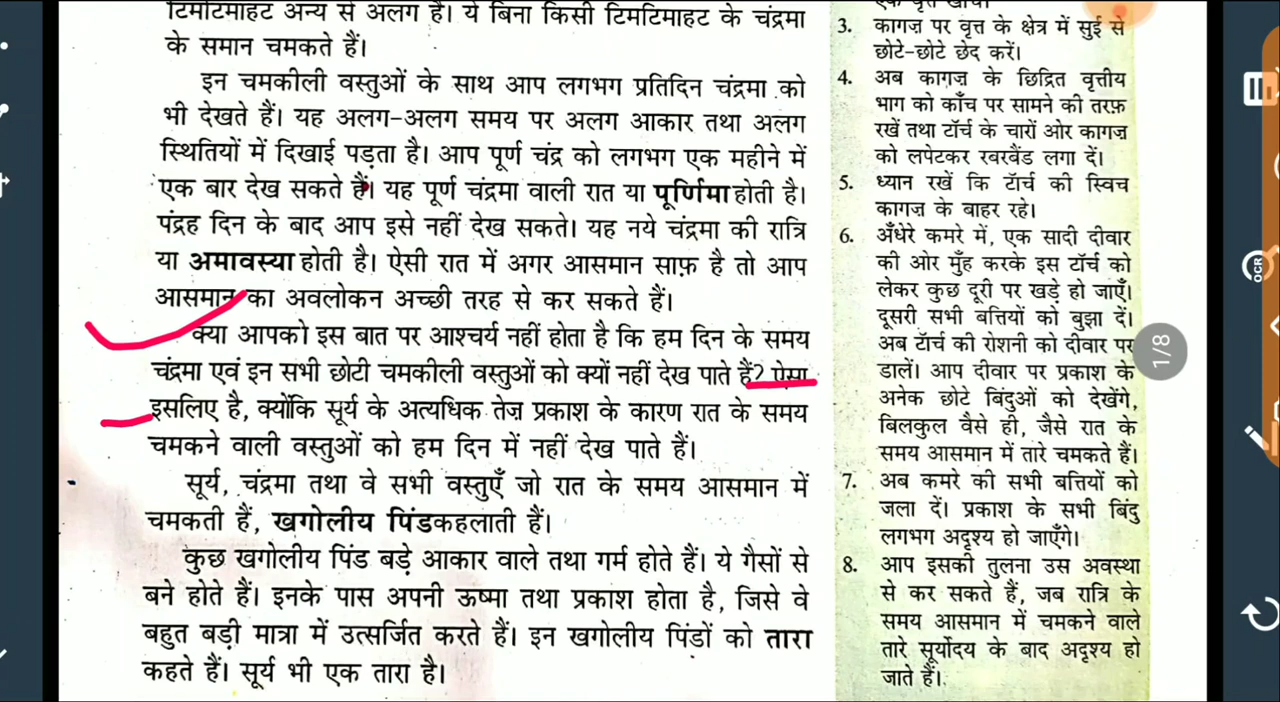 टिमटिमाहट अन्य से अलग है। ये बिना किसी टिमटिमाहट के चंद्रमा
के समान चमकते हैं।
इन चमकीली वस्तुओं के साथ आप लगभग प्रतिदिन चंद्रमा को
भी देखते हैं। यह अलग-अलग समय पर अलग आकार तथा अलग
स्थितियों में दिखाई पड़ता है। आप पूर्ण चंद्र को लगभग एक महीने में
एक बार देख सकते हैं। यह पूर्ण चंद्रमा वाली रात या पूर्णिमा होती है।
पंद्रह दिन के बाद आप इसे नहीं देख सकते। यह नये चंद्रमा की रात्रि
या अमावस्या होती है। ऐसी रात में अगर आसमान साफ़ है तो आप
आसमान का अवलोकन अच्छी तरह से कर सकते हैं।
क्या आपको इस बात पर आश्चर्य नहीं होता है कि हम दिन के समय
चंद्रमा एवं इन सभी छोटी चमकीली वस्तुओं को क्यों नहीं देख पाते हैं? ऐसा
इसलिए है, क्योंकि सूर्य के अत्यधिक तेज़ प्रकाश के कारण रात के समय
चमकने वाली वस्तुओं को हम दिन में नहीं देख पाते हैं।
सूर्य, चंद्रमा तथा वे सभी वस्तुएँ जो रात के समय आसमान में
चमकती हैं, खगोलीय पिंड कहलाती हैं।
कुछ खगोलीय पिंड बड़े आकार वाले तथा गर्म होते हैं। ये गैसों से
बने होते हैं। इनके पास अपनी ऊष्मा तथा प्रकाश होता है, जिसे वे
बहुत बड़ी मात्रा में उत्सर्जित करते हैं। इन खगोलीय पिंडों को तारा
कहते हैं। सूर्य भी एक तारा है।
3. कागज़ पर वृत्त के क्षेत्र में सुई से
छोटे-छोटे छेद करें।
4. अब कागज़ के छिद्रित वृत्तीय
भाग को काँच पर सामने की तरफ़
रखें तथा टॉर्च के चारों ओर कागज़
को लपेटकर रबरबैंड लगा दें।
5. ध्यान रखें कि टॉर्च की स्विच
कागज़ के बाहर रहे।
6. अँधेरे कमरे में, एक सादी दीवार
की ओर मुँह करके इस टॉर्च को
लेकर कुछ दूरी पर खड़े हो जाएँ।
दूसरी सभी बत्तियों को बुझा दें।
अब टॉर्च की रोशनी को दीवार पर
डालें। आप दीवार पर प्रकाश के
अनेक छोटे बिंदुओं को देखेंगे,
बिलकुल वैसे ही, जैसे रात के
समय आसमान में तारे चमकते हैं।
7. अब कमरे की सभी बत्तियों को
जला दें। प्रकाश के सभी बिंदु
लगभग अदृश्य हो जाएँगे।
8. आप इसकी तुलना उस अवस्था
से कर सकते हैं, जब रात्रि के
समय आसमान में चमकने वाले
तारे सूर्योदय के बाद अदृश्य हो
जाते हैं।
1/8
OCR